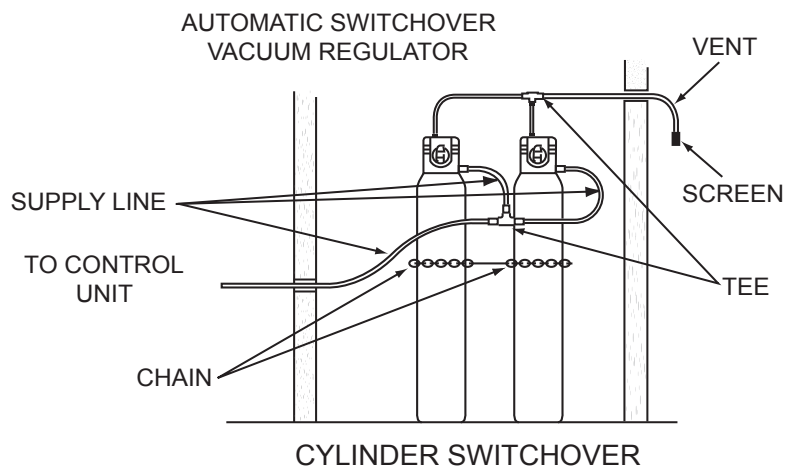 AUTOMATIC SWITCHOVER
VACUUM REGULATOR
VENT
SCREEN
SUPPLY LINE
TO CONTROL
UNIT
TEE
CHAIN
CYLINDER SWITCHOVER